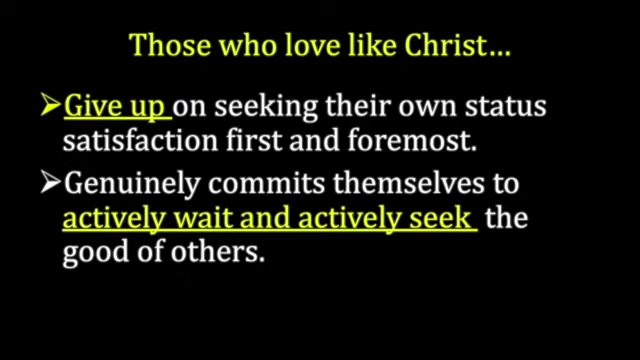 Those who love like Christ…
➢Give up on seeking their own status
satisfaction first and foremost.
➢Genuinely commits themselves to
actively wait and actively seek the
good of others.